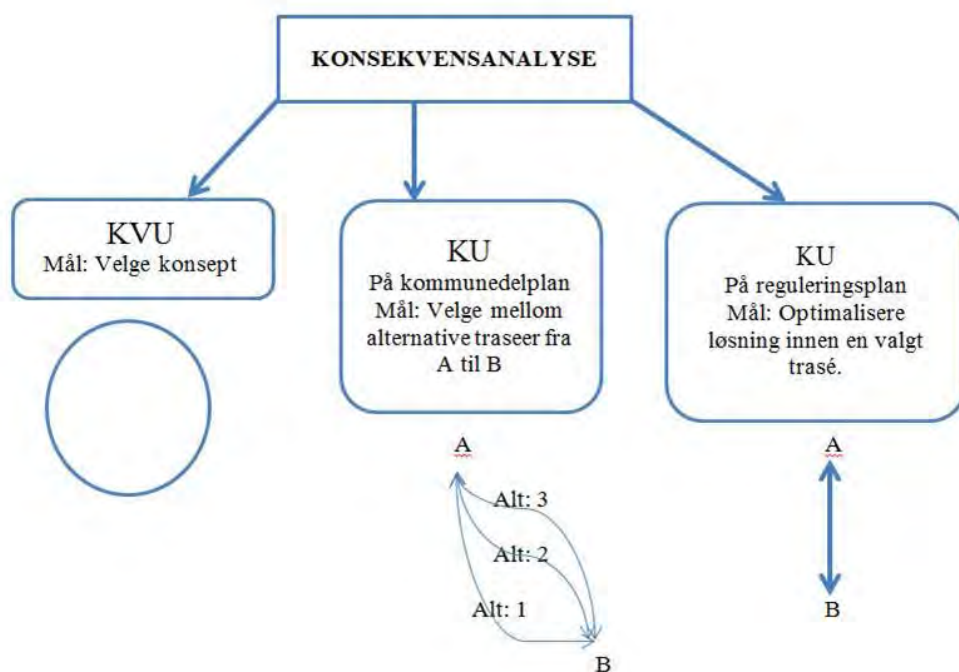 KONSEKVENSANALYSE
KVU
Mål: Velge konsept
KU
På kommunedelplan
Mål: Velge mellom
alternative traseer fra
A til B
KU
På reguleringsplan
Mål: Optimalisere
løsning innen en valgt
trasé.
A
Alt: 3
Alt: 2
Alt: 1
B
A
B